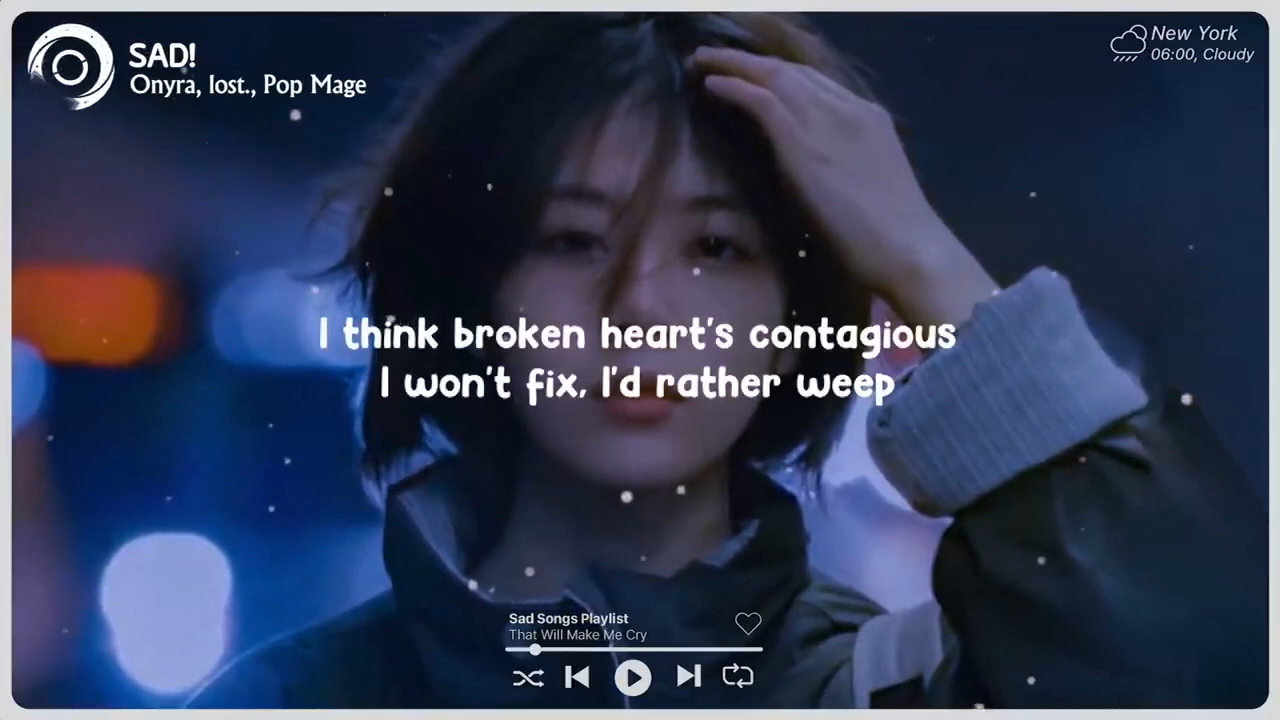 SAD!
Onyra, lost., Pop Mage
New York
06:00, Cloudy
I think broken heart's contagious
I won't fix, I'd rather weep
Sad Songs Playlist
That Will Make Me Cry